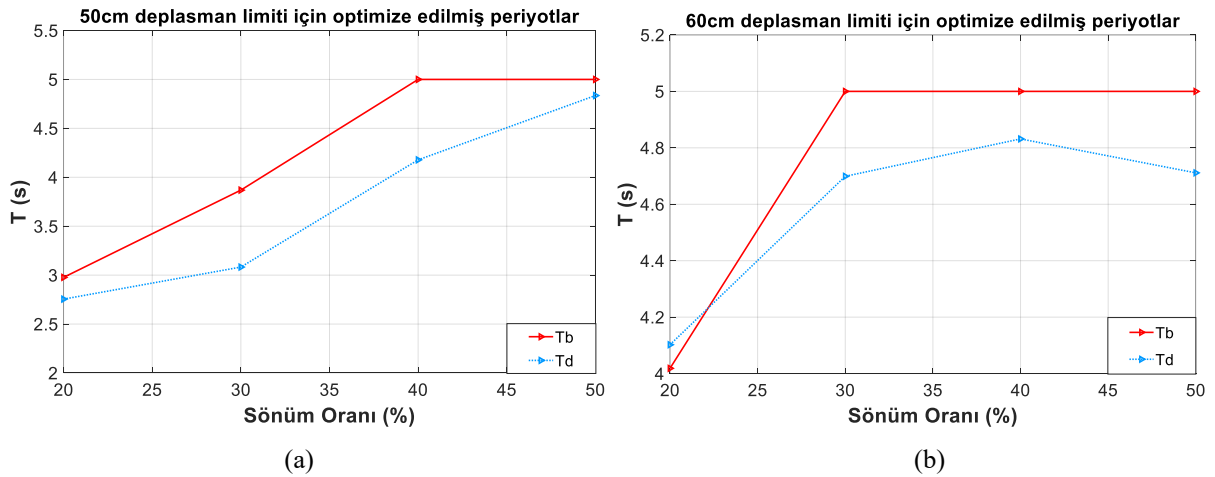 50cm deplasman limiti için optimize edilmiş periyotlar
5.5
5
4.5
4
3.5
3
2.5
2
T (s)
20 25 30 35 40 45 50
Sönüm Oranı (%)
Tb
Td
(a)
60cm deplasman limiti için optimize edilmiş periyotlar
5.2
5
4.8
4.6
4.4
4.2
4
T (s)
20 25 30 35 40 45 50
Sönüm Oranı (%)
Tb
Td
(b)